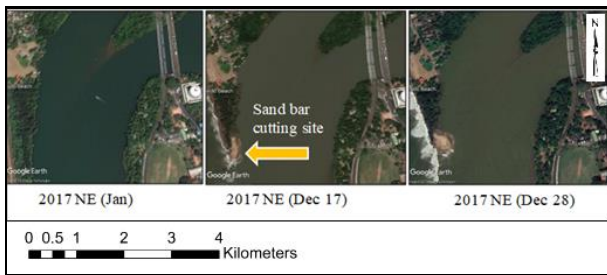 N
Sand bar
cutting site
Google Earth
Google Earth
Google Earth
2017 NE (Jan)
2017 NE (Dec 17)
2017 NE (Dec 28)
0 0.5 1 2 3 4
Kilometers